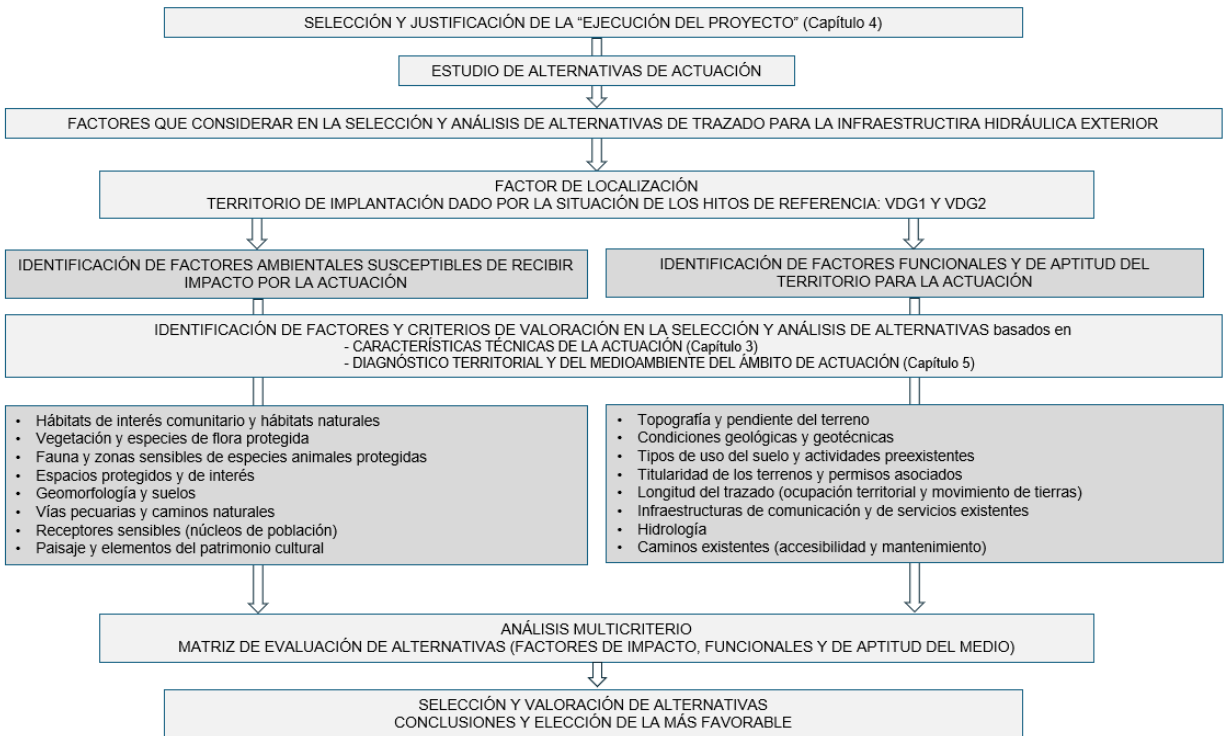 SELECCIÓN Y JUSTIFICACIÓN DE LA “EJECUCIÓN DEL PROYECTO” (Capítulo 4)
ESTUDIO DE ALTERNATIVAS DE ACTUACIÓN
FACTORES QUE CONSIDERAR EN LA SELECCIÓN Y ANÁLISIS DE ALTERNATIVAS DE TRAZADO PARA LA INFRAESTRUCTIRA HIDRÁULICA EXTERIOR
FACTOR DE LOCALIZACIÓN
TERRITORIO DE IMPLANTACIÓN DADO POR LA SITUACIÓN DE LOS HITOS DE REFERENCIA: VDG1 Y VDG2
IDENTIFICACIÓN DE FACTORES AMBIENTALES SUSCEPTIBLES DE RECIBIR
IMPACTO POR LA ACTUACIÓN
IDENTIFICACIÓN DE FACTORES FUNCIONALES Y DE APTITUD DEL
TERRITORIO PARA LA ACTUACIÓN
IDENTIFICACIÓN DE FACTORES Y CRITERIOS DE VALORACIÓN EN LA SELECCIÓN Y ANÁLISIS DE ALTERNATIVAS basados en
- CARACTERÍSTICAS TÉCNICAS DE LA ACTUACIÓN (Capítulo 3)
- DIAGNÓSTICO TERRITORIAL Y DEL MEDIOAMBIENTE DEL ÁMBITO DE ACTUACIÓN (Capítulo 5)
• Hábitats de interés comunitario y hábitats naturales
• Vegetación y especies de flora protegida
• Fauna y zonas sensibles de especies animales protegidas
• Espacios protegidos y de interés
• Geomorfología y suelos
• Vías pecuarias y caminos naturales
• Receptores sensibles (núcleos de población)
• Paisaje y elementos del patrimonio cultural
• Topografía y pendiente del terreno
• Condiciones geológicas y geotécnicas
• Tipos de uso del suelo y actividades preexistentes
• Titularidad de los terrenos y permisos asociados
• Longitud del trazado (ocupación territorial y movimiento de tierras)
• Infraestructuras de comunicación y de servicios existentes
• Hidrología
• Caminos existentes (accesibilidad y mantenimiento)
ANÁLISIS MULTICRITERIO
MATRIZ DE EVALUACIÓN DE ALTERNATIVAS (FACTORES DE IMPACTO, FUNCIONALES Y DE APTITUD DEL MEDIO)
SELECCIÓN Y VALORACIÓN DE ALTERNATIVAS
CONCLUSIONES Y ELECCIÓN DE LA MÁS FAVORABLE